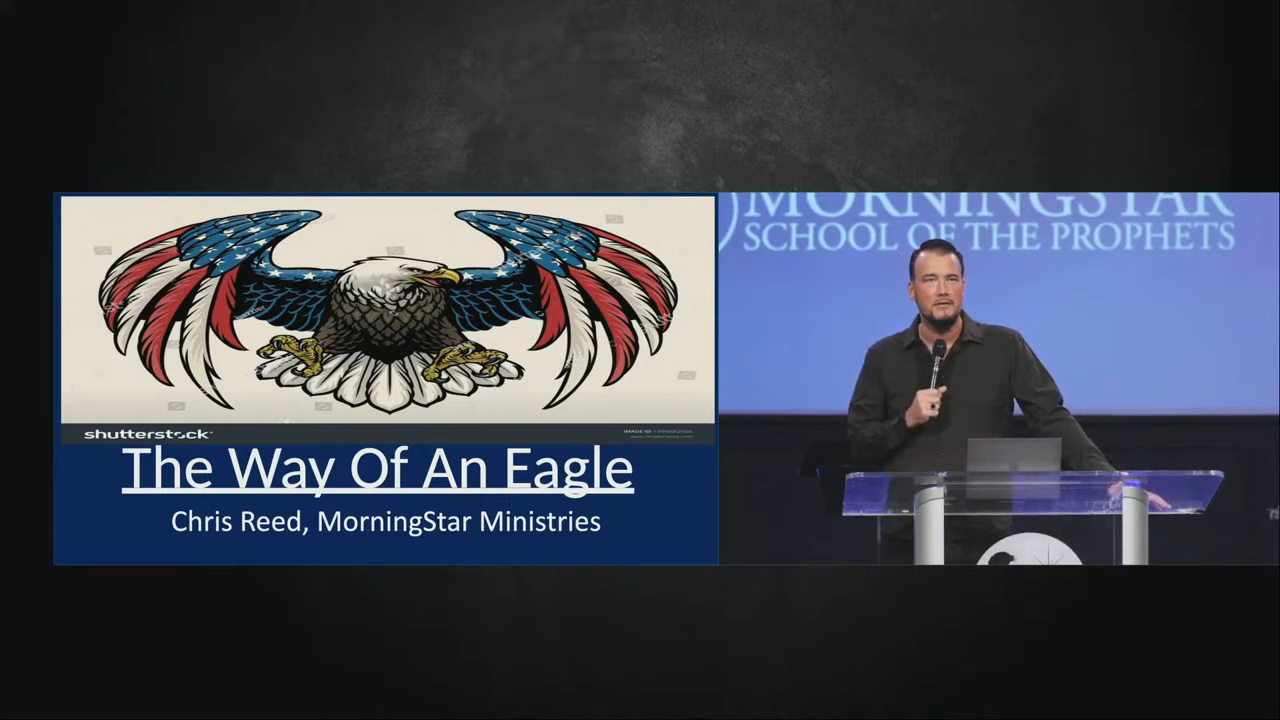 MORNINGSTAR
SCHOOL OF THE PROPHETS
shutterstock
The Way Of An Eagle
Chris Reed, MorningStar Ministries